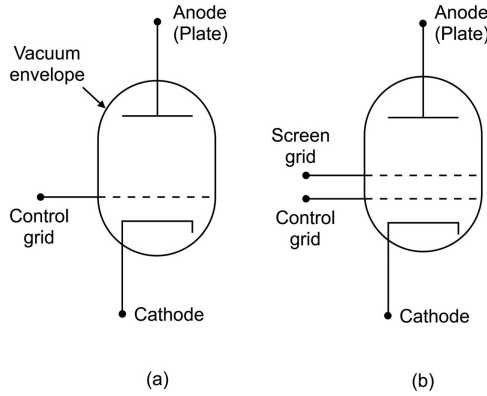 Anode
(Plate)
Vacuum
envelope
Control
grid
Cathode
(a)
Anode
(Plate)
Screen
grid
Control
grid
Cathode
(b)